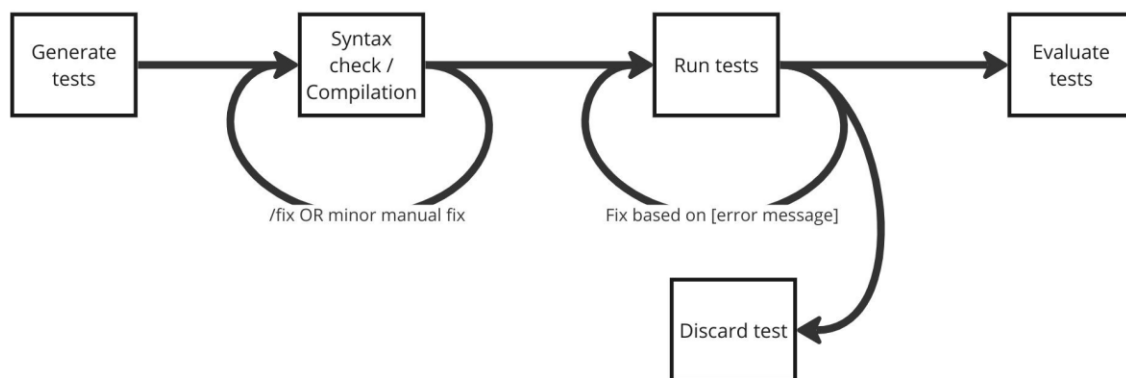 Generate
tests
Syntax
check /
Compilation
Run tests
Evaluate
tests
/fix OR minor manual fix
Fix based on [error message]
Discard test